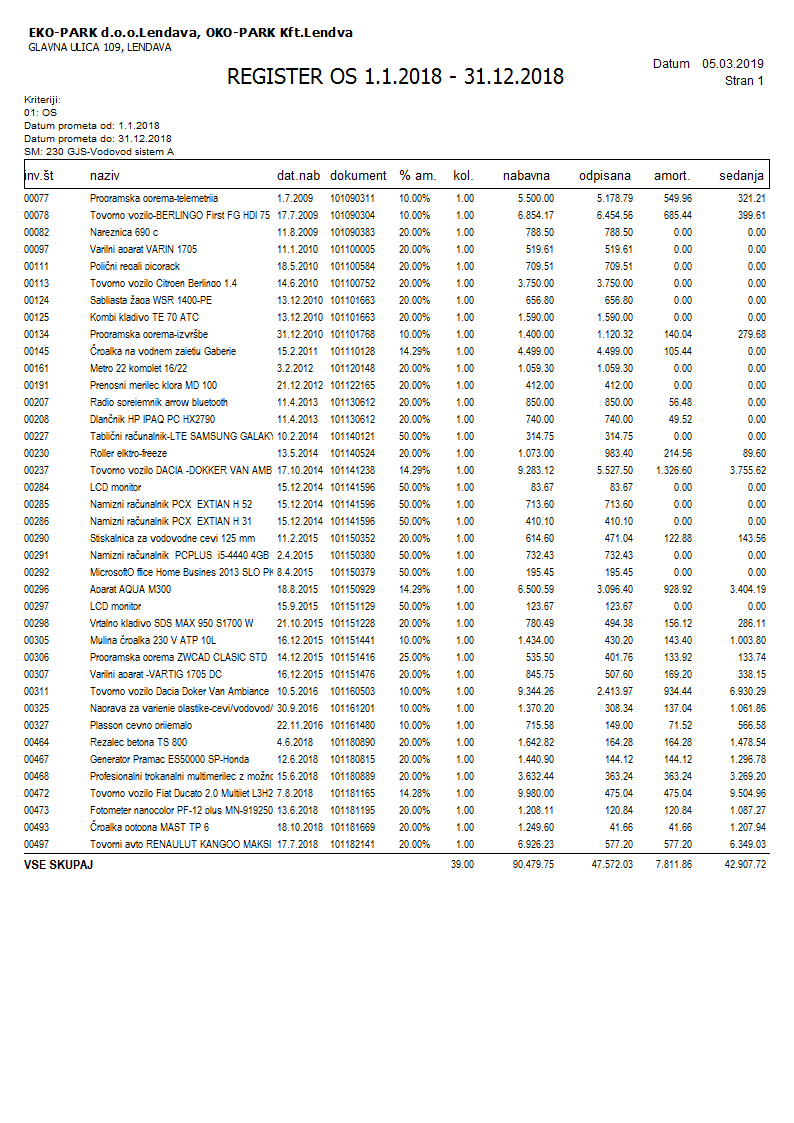 EKO-PARK d.o.o.Lendava, OKO-PARK Kft.Lendva
GLAVNA ULICA 109, LENDAVA
Datum 05.03.2019
REGISTER OS 1.1.2018 - 31.12.2018
Stran 1
Kriteriji:
01: OS
Datum prometa od: 1.1.2018
Datum prometa do: 31.12.2018
SM: 230 GJS-Vodovod sistem A
inv.št naziv dat.nab dokument % am. kol. nabavna odpisana amort. sedanja
00077 Programska oprema-telemetrija 1.7.2009 101090311 10.00% 1.00 5.500.00 5.178.79 549.96 321.21
00078 Tovorno vozilo-BERLINGO First FG HDI 75 17.7.2009 101090304 10.00% 1.00 6.854.17 6.454.56 685.44 399.61
00082 Nareznica 690 c 11.8.2009 101090383 20.00% 1.00 788.50 788.50 0.00 0.00
00097 Varilni aparat VARIN 1705 11.1.2010 101100005 20.00% 1.00 519.61 519.61 0.00 0.00
00111 Polični regali picorack 18.5.2010 101100584 20.00% 1.00 709.51 709.51 0.00 0.00
00113 Tovorno vozilo Citroen Berlingo 1.4 14.6.2010 101100752 20.00% 1.00 3.750.00 3.750.00 0.00 0.00
00124 Sabljasta žaga WSR 1400-PE 13.12.2010 101101663 20.00% 1.00 656.80 656.80 0.00 0.00
00125 Kombi kladivo TE 70 ATC 13.12.2010 101101663 20.00% 1.00 1.590.00 1.590.00 0.00 0.00
00134 Programska oprema-izvršbe 31.12.2010 101101768 10.00% 1.00 1.400.00 1.120.32 140.04 279.68
00145 Črpalka na vodnem zajetju Gaberje 15.2.2011 101110128 14.29% 1.00 4.499.00 4.499.00 105.44 0.00
00161 Metro 22 komplet 16/22 3.2.2012 101120148 20.00% 1.00 1.059.30 1.059.30 0.00 0.00
00191 Prenosni merilec klora MD 100 21.12.2012 101122165 20.00% 1.00 412.00 412.00 0.00 0.00
00207 Radio sprejemnik arrow bluetooth 11.4.2013 101130612 20.00% 1.00 850.00 850.00 56.48 0.00
00208 Dlančnik HP IPAQ PC HX2790 11.4.2013 101130612 20.00% 1.00 740.00 740.00 49.52 0.00
00227 Tablični računalnik-LTE SAMSUNG GALAKY 10.2.2014 101140121 50.00% 1.00 314.75 314.75 0.00 0.00
00230 Roller elktro-freeze 13.5.2014 101140524 20.00% 1.00 1.073.00 983.40 214.56 89.60
00237 Tovorno vozilo DACIA -DOKKER VAN AMB 17.10.2014 101141238 14.29% 1.00 9.283.12 5.527.50 1.326.60 3.755.62
00284 LCD monitor 15.12.2014 101141596 50.00% 1.00 83.67 83.67 0.00 0.00
00285 Namizni računalnik PCX EXTIAN H 52 15.12.2014 101141596 50.00% 1.00 713.60 713.60 0.00 0.00
00286 Namizni računalnik PCX EXTIAN H 31 15.12.2014 101141596 50.00% 1.00 410.10 410.10 0.00 0.00
00290 Stiskalnica za vodovodne cevi 125 mm 11.2.2015 101150352 20.00% 1.00 614.60 471.04 122.88 143.56
00291 Namizni računalnik PCPLUS i5-4440 4GB 2.4.2015 101150380 50.00% 1.00 732.43 732.43 0.00 0.00
00292 MicrosoftO ffice Home Busines 2013 SLO PK 8.4.2015 101150379 50.00% 1.00 195.45 195.45 0.00 0.00
00296 Aparat AQUA M300 18.8.2015 101150929 14.29% 1.00 6.500.59 3.096.40 928.92 3.404.19
00297 LCD monitor 15.9.2015 101151129 50.00% 1.00 123.67 123.67 0.00 0.00
00298 Vrtalno kladivo SDS MAX 950 S1700 W 21.10.2015 101151228 20.00% 1.00 780.49 494.38 156.12 286.11
00305 Muljna črpalka 230 V ATP 10L 16.12.2015 101151441 10.00% 1.00 1.434.00 430.20 143.40 1.003.80
00306 Programska oprema ZWCAD CLASIC STD 14.12.2015 101151416 25.00% 1.00 535.50 401.76 133.92 133.74
00307 Varilni aparat -VARTIG 1705 DC 16.12.2015 101151476 20.00% 1.00 845.75 507.60 169.20 338.15
00311 Tovorno vozilo Dacia Doker Van Ambiance 10.5.2016 101160503 10.00% 1.00 9.344.26 2.413.97 934.44 6.930.29
00325 Naprava za varjenje plastike-cevi/vodovod/ 30.9.2016 101161201 10.00% 1.00 1.370.20 308.34 137.04 1.061.86
00327 Plasson cevno prijemalo 22.11.2016 101161480 10.00% 1.00 715.58 149.00 71.52 566.58
00464 Rezalec betona TS 800 4.6.2018 101180890 20.00% 1.00 1.642.82 164.28 164.28 1.478.54
00467 Generator Pramac ES50000 SP-Honda 12.6.2018 101180815 20.00% 1.00 1.440.90 144.12 144.12 1.296.78
00468 Profesionalni trokanalni multimerilec z možno 15.6.2018 101180889 20.00% 1.00 3.632.44 363.24 363.24 3.269.20
00472 Tovorno vozilo Fiat Ducato 2.0 Multijet L3H2 7.8.2018 101181165 14.28% 1.00 9.980.00 475.04 475.04 9.504.96
00473 Fotometer nanocolor PF-12 plus MN-919250 13.6.2018 101181195 20.00% 1.00 1.208.11 120.84 120.84 1.087.27
00493 Črpalka potopna MAST TP 6 18.10.2018 101181669 20.00% 1.00 1.249.60 41.66 41.66 1.207.94
00497 Tovorni avto RENAULUT KANGOO MAKSI 17.7.2018 101182141 20.00% 1.00 6.926.23 577.20 577.20 6.349.03
VSE SKUPAJ 39.00 90.479.75 47.572.03 7.811.86 42.907.72